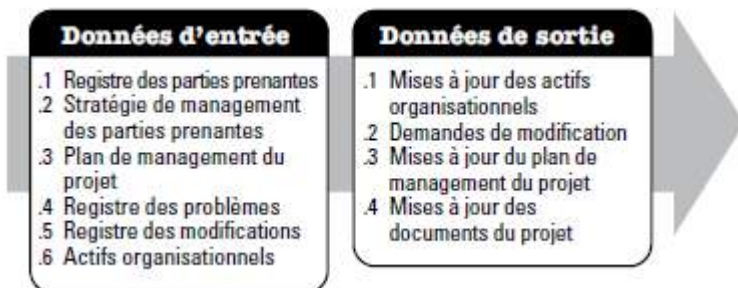 Données d'entrée
.1 Registre des parties prenantes
.2 Stratégie de management
des parties prenantes
.3 Plan de management du
projet
.4 Registre des problèmes
.5 Registre des modifications
.6 Actifs organisationnels
Données de sortie
.1 Mises à jour des actifs
organisationnels
.2 Demandes de modification
.3 Mises à jour du plan de
management du projet
.4 Mises à jour des
documents du projet